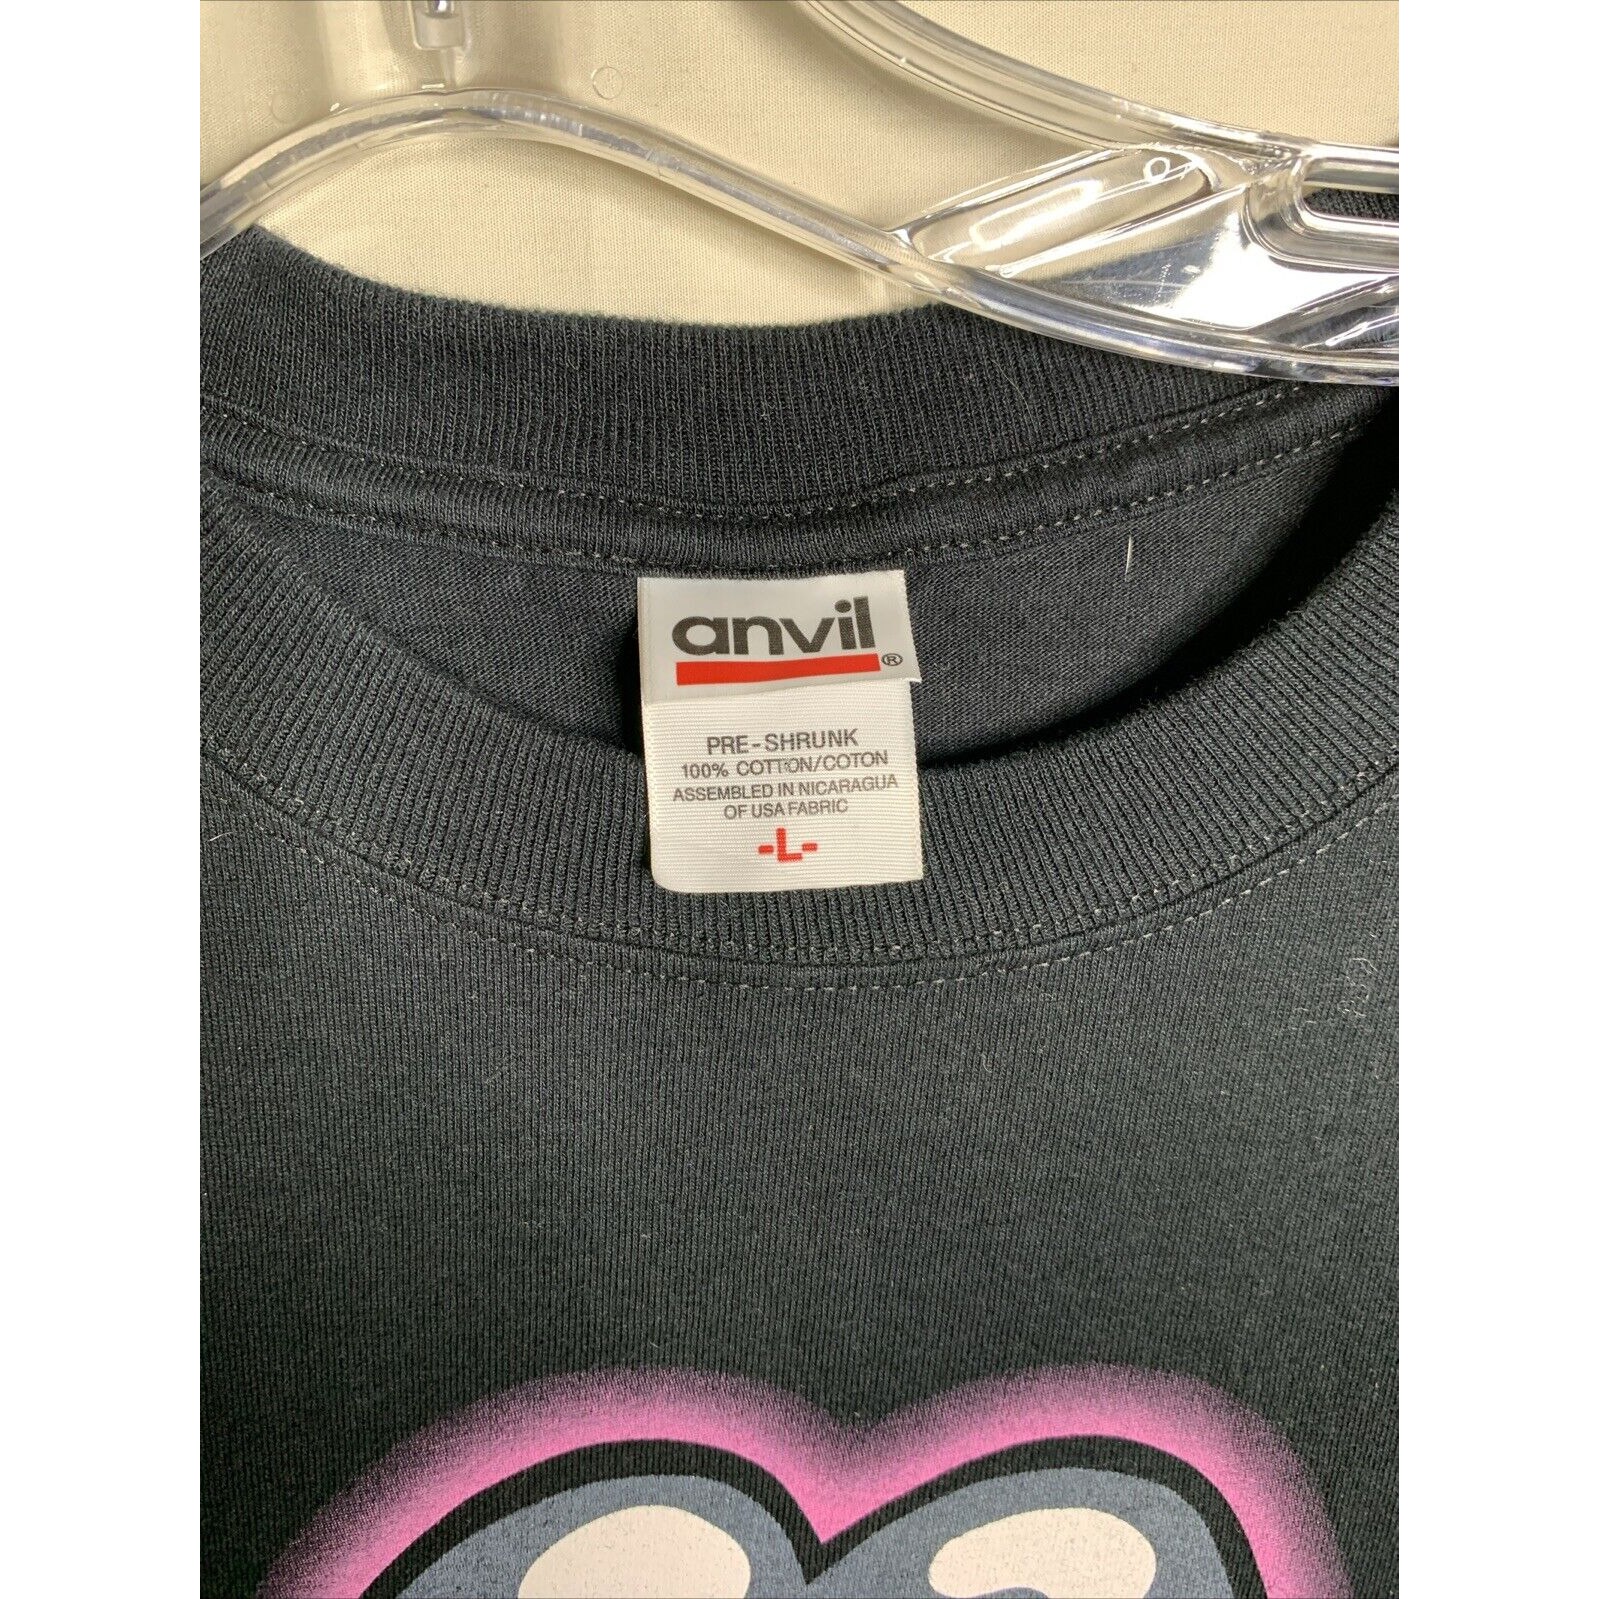 anvil®
PRE-SHRUNK
100% COTTON/COTON
ASSEMBLED IN NICARAGUA
OF USA FABRIC
-L-